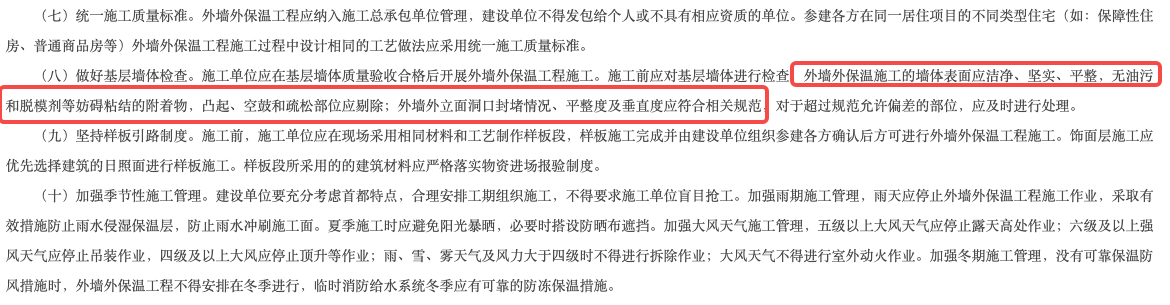 （七）统一施工质量标准。外墙外保温工程应纳入施工总承包单位管理，建设单位不得发包给个人或不具有相应资质的单位。参建各方在同一居住项目的不同类型住宅（如：保障性住
房、普通商品房等）外墙外保温工程施工过程中设计相同的工艺做法应采用统一施工质量标准。
（八）做好基层墙体检查。施工单位应在基层墙体质量验收合格后开展外墙外保温工程施工。施工前应对基层墙体进行检查，外墙外保温施工的墙体表面应洁净、坚实、平整，无油污
和脱模剂等妨碍粘结的附着物，凸起、空鼓和疏松部位应剔除；外墙外立面洞口封堵情况、平整度及垂直度应符合相关规范，对于超过规范允许偏差的部位，应及时进行处理。
（九）坚持样板引路制度。施工前，施工单位应在现场采用相同材料和工艺制作样板段，样板施工完成并由建设单位组织参建各方确认后方可进行外墙外保温工程施工。饰面层施工应
优先选择建筑的日照面进行样板施工。样板段所采用的的建筑材料应严格落实物资进场报验制度。
（十）加强季节性施工管理。建设单位要充分考虑首都特点，合理安排工期组织施工，不得要求施工单位盲目抢工。加强雨期施工管理，雨天应停止外墙外保温工程施工作业，采取有
效措施防止雨水侵湿保温层，防止雨水冲刷施工面。夏季施工时应避免阳光暴晒，必要时搭设防晒布遮挡。加强大风天气施工管理，五级以上大风天气应停止露天高处作业；六级及以上强
风天气应停止吊装作业，四级及以上大风应停止顶升等作业；雨、雪、雾天气及风力大于四级时不得进行拆除作业；大风天气不得进行室外动火作业。加强冬期施工管理，没有可靠保温防
风措施时，外墙外保温工程不得安排在冬季进行，临时消防给水系统冬季应有可靠的防冻保温措施。